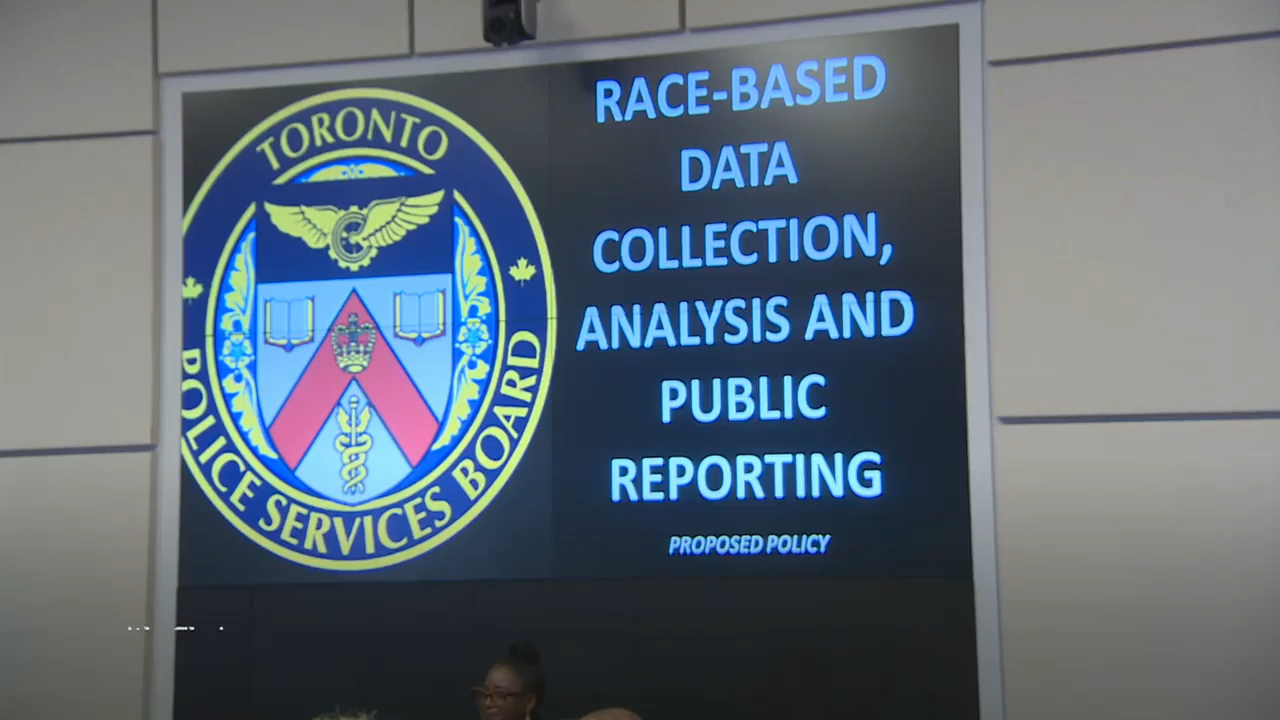 TORONTO
POLICE SERVICES BOARD
RACE-BASED
DATA
COLLECTION,
ANALYSIS AND
PUBLIC
REPORTING
PROPOSED POLICY